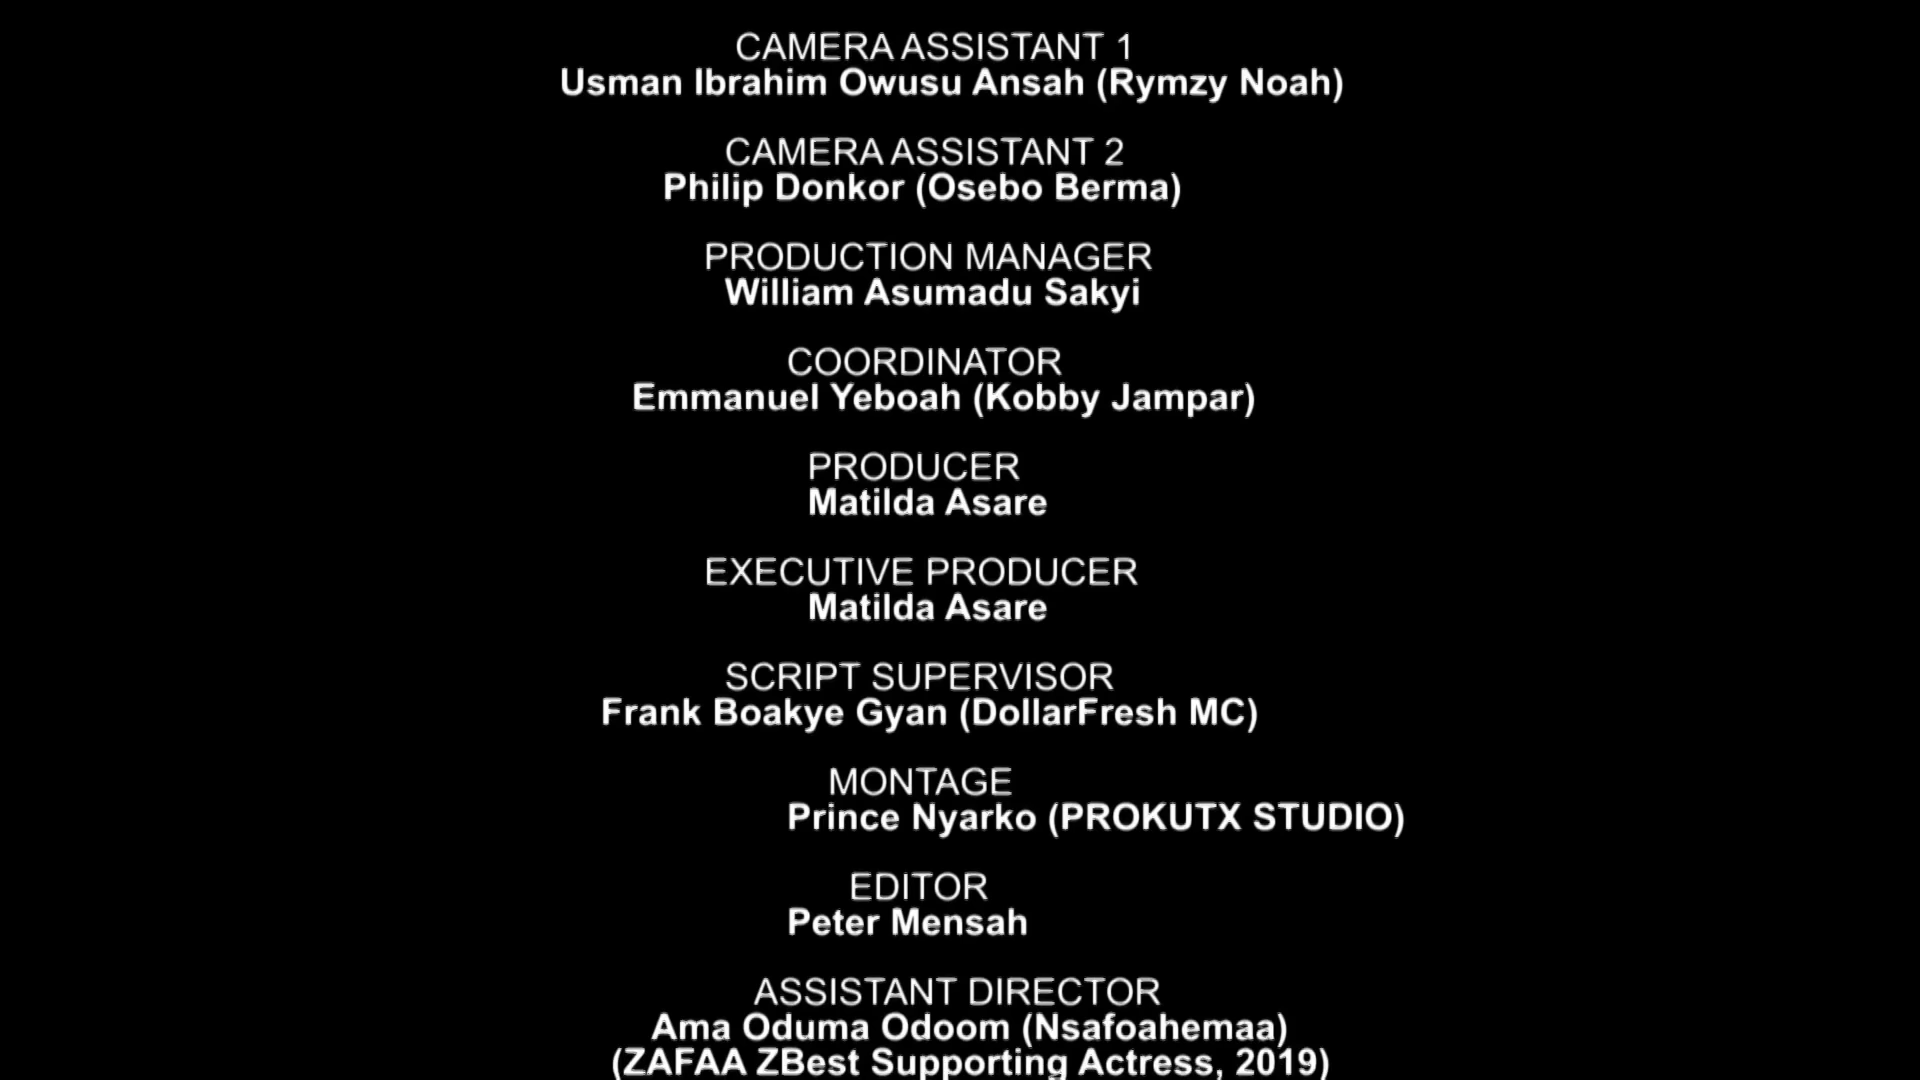 CAMERA ASSISTANT 1
Usman Ibrahim Owusu Ansah (Rymzy Noah)
CAMERA ASSISTANT 2
Philip Donkor (Osebo Berma)
PRODUCTION MANAGER
William Asumadu Sakyi
COORDINATOR
Emmanuel Yeboah (Kobby Jampar)
PRODUCER
Matilda Asare
EXECUTIVE PRODUCER
Matilda Asare
SCRIPT SUPERVISOR
Frank Boakye Gyan (DollarFresh MC)
MONTAGE
Prince Nyarko (PROKUTX STUDIO)
EDITOR
Peter Mensah
ASSISTANT DIRECTOR
Ama Oduma Odoom (Nsafoahemaa)
(ZAFAA ZBest Supporting Actress, 2019)